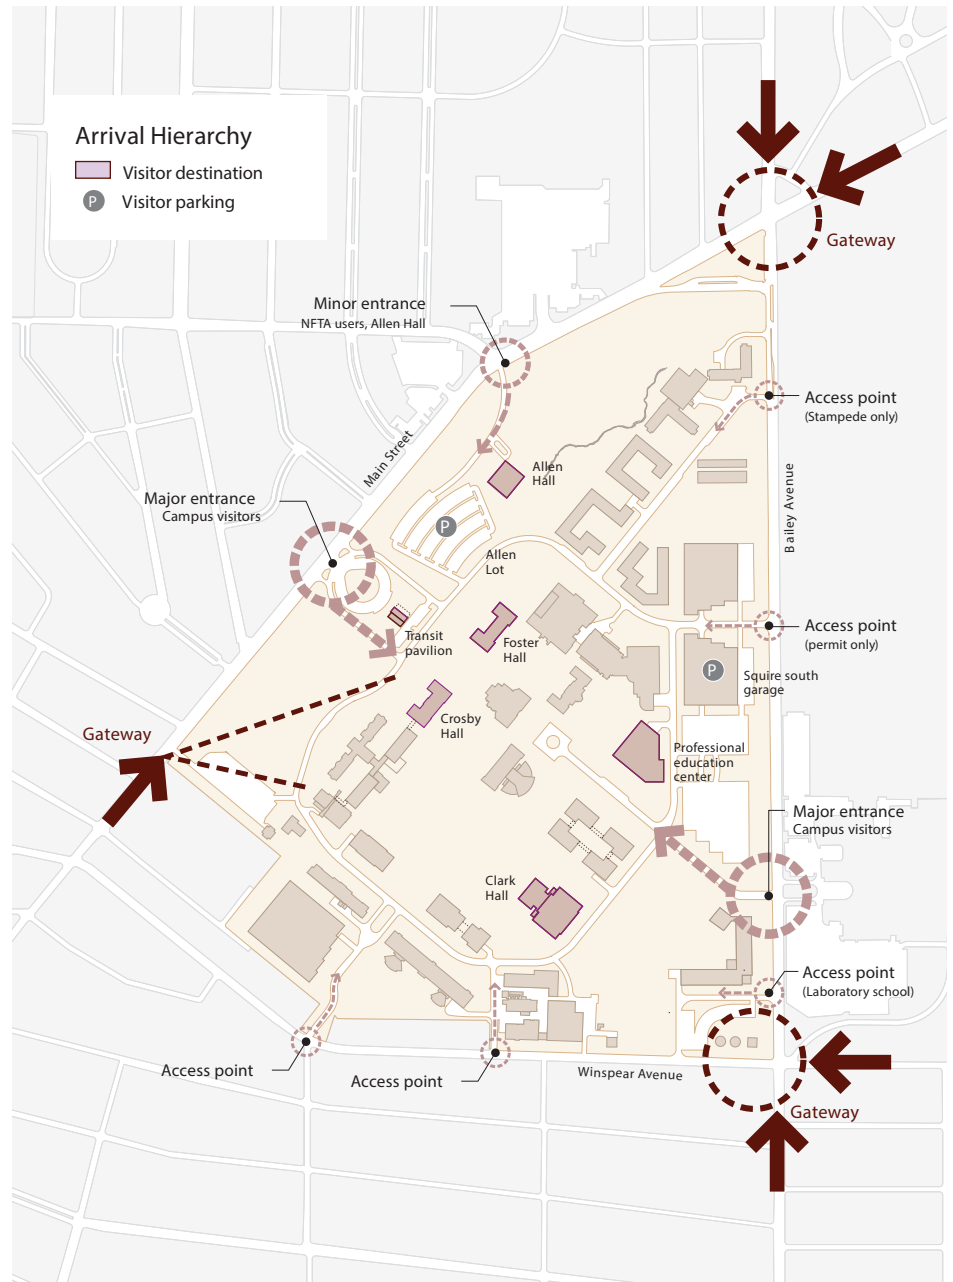 Arrival Hierarchy
Visitor destination
P
Visitor parking
Gateway
Minor entrance
NFTA users, Allen Hall
Access point
(Stampede only)
Main Street
Allen
Hall
Major entrance
Campus visitors
Bailey Avenue
P
Allen
Lot
Access point
(permit only)
Transit
pavilion
Foster
Hall
P
Squire south
garage
Crosby
Hall
Gateway
Professional
education
center
Major entrance
Campus visitors
Clark
Hall
Access point
(Laboratory school)
Access point
Access point
Winspear Avenue
Gateway